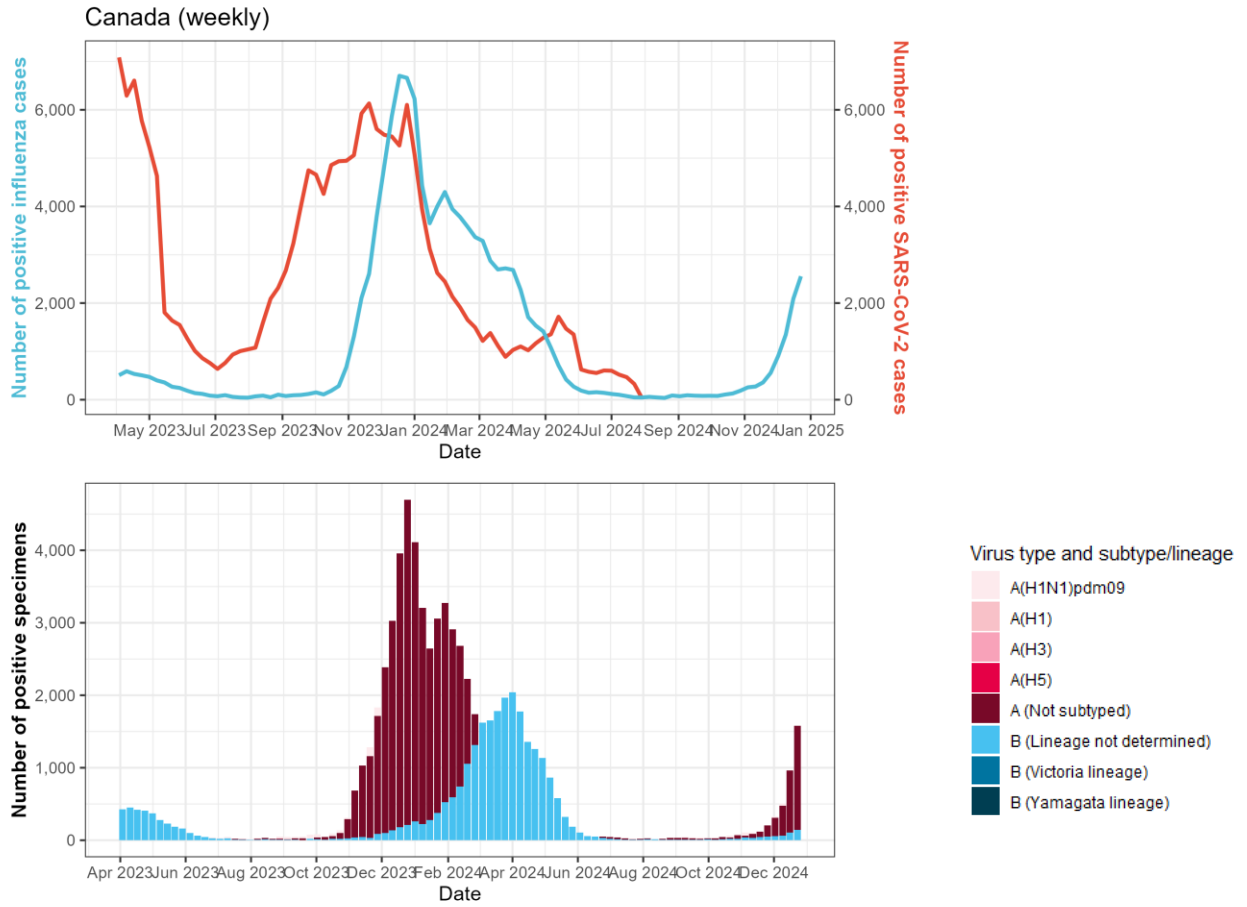 Canada (weekly)
Number of positive influenza cases
Number of positive SARS-CoV-2 cases
6,000
4,000
2,000
0
6,000
4,000
2,000
0
May 2023 Jul 2023 Sep 2023 Nov 2023 Jan 2024 Mar 2024 May 2024 Jul 2024 Sep 2024 Nov 2024 Jan 2025
Date
Number of positive specimens
4,000
3,000
2,000
1,000
0
Apr 2023 Jun 2023 Aug 2023 Oct 2023 Dec 2023 Feb 2024 Apr 2024 Jun 2024 Aug 2024 Oct 2024 Dec 2024
Date
Virus type and subtype/lineage
A(H1N1)pdm09
A(H1)
A(H3)
A(H5)
A (Not subtyped)
B (Lineage not determined)
B (Victoria lineage)
B (Yamagata lineage)